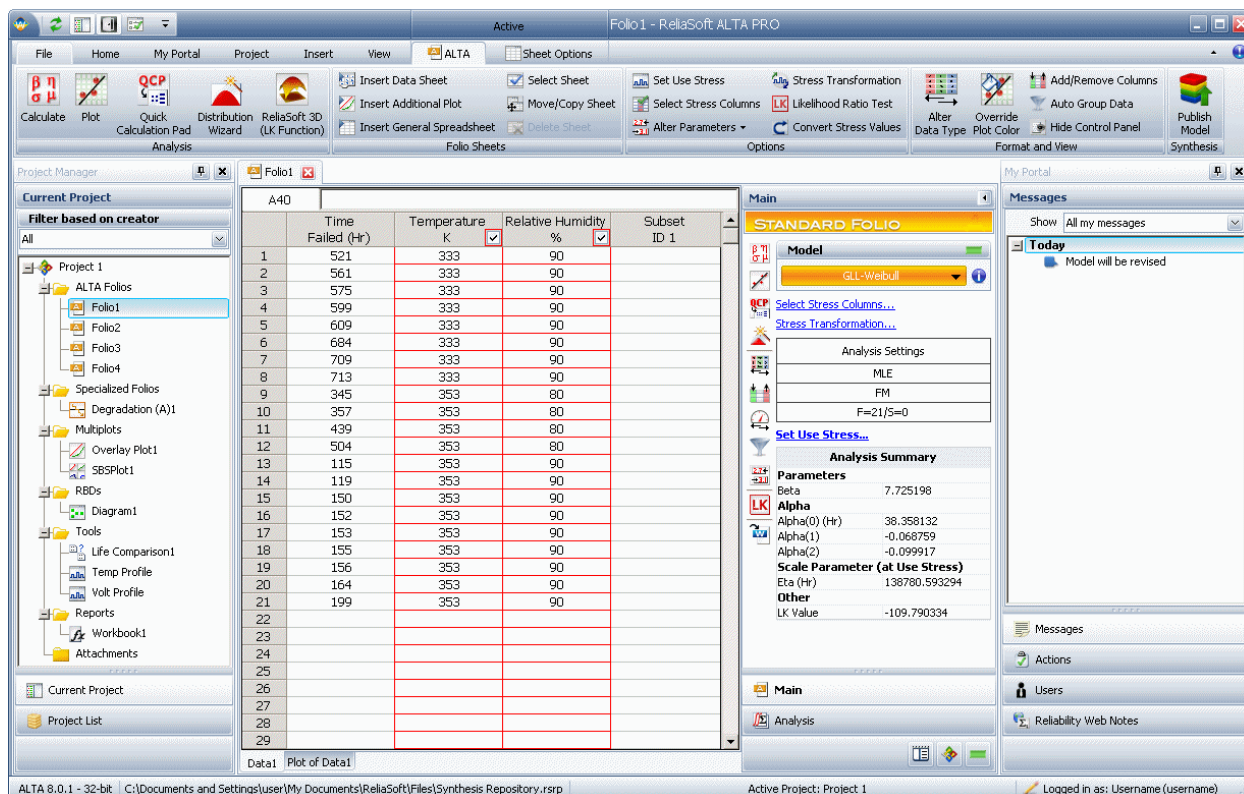 Active
Folio1 - ReliaSoft ALTA PRO
File Home My Portal Project Insert View ALTA Sheet Options
β η σ μ
Calculate
Plot
QCP
Quick Calculation Pad
Distribution Wizard
ReliaSoft 3D (LK Function)
Analysis
Insert Data Sheet
Insert Additional Plot
Insert General Spreadsheet
Select Sheet
Move/Copy Sheet
Delete Sheet
Folio Sheets
Set Use Stress
Select Stress Columns
Alter Parameters
Stress Transformation
LK Likelihood Ratio Test
Convert Stress Values
Options
Alter Data Type
Override Plot Color
Add/Remove Columns
Auto Group Data
Hide Control Panel
Format and View
Publish Model
Synthesis
Project Manager
Current Project
Filter based on creator
All
Project 1
ALTA Folios
Folio1
Folio2
Folio3
Folio4
Specialized Folios
Degradation (A)1
Multiplots
Overlay Plot1
SBSPlot1
RBDs
Diagram1
Tools
Life Comparison1
Temp Profile
Volt Profile
Reports
Workbook1
Attachments
Current Project
Project List
Folio1
A40
Time Failed (Hr) Temperature K Relative Humidity % Subset ID 1
1 521 333 90
2 561 333 90
3 575 333 90
4 599 333 90
5 609 333 90
6 684 333 90
7 709 333 90
8 713 333 90
9 345 353 80
10 357 353 80
11 439 353 80
12 504 353 80
13 115 353 90
14 119 353 90
15 150 353 90
16 152 353 90
17 153 353 90
18 155 353 90
19 156 353 90
20 164 353 90
21 199 353 90
22
23
24
25
26
27
28
29
Data1 Plot of Data1
Main
STANDARD FOLIO
β η σ μ
QCP
LK
Model
GLL-Weibull
Select Stress Columns...
Stress Transformation...
Analysis Settings
MLE
FM
F=21/S=0
Set Use Stress...
Analysis Summary
Parameters
Beta 7.725198
Alpha
Alpha(0) (Hr) 38.358132
Alpha(1) -0.068759
Alpha(2) -0.099917
Scale Parameter (at Use Stress)
Eta (Hr) 138780.593294
Other
LK Value -109.790334
Main
Analysis
My Portal
Messages
Show All my messages
Today
Model will be revised
Messages
Actions
Users
Reliability Web Notes
ALTA 8.0.1 - 32-bit C:\Documents and Settings\user\My Documents\ReliaSoft\Files\Synthesis Repository.rsrp Active Project: Project 1 Logged in as: Username (username)